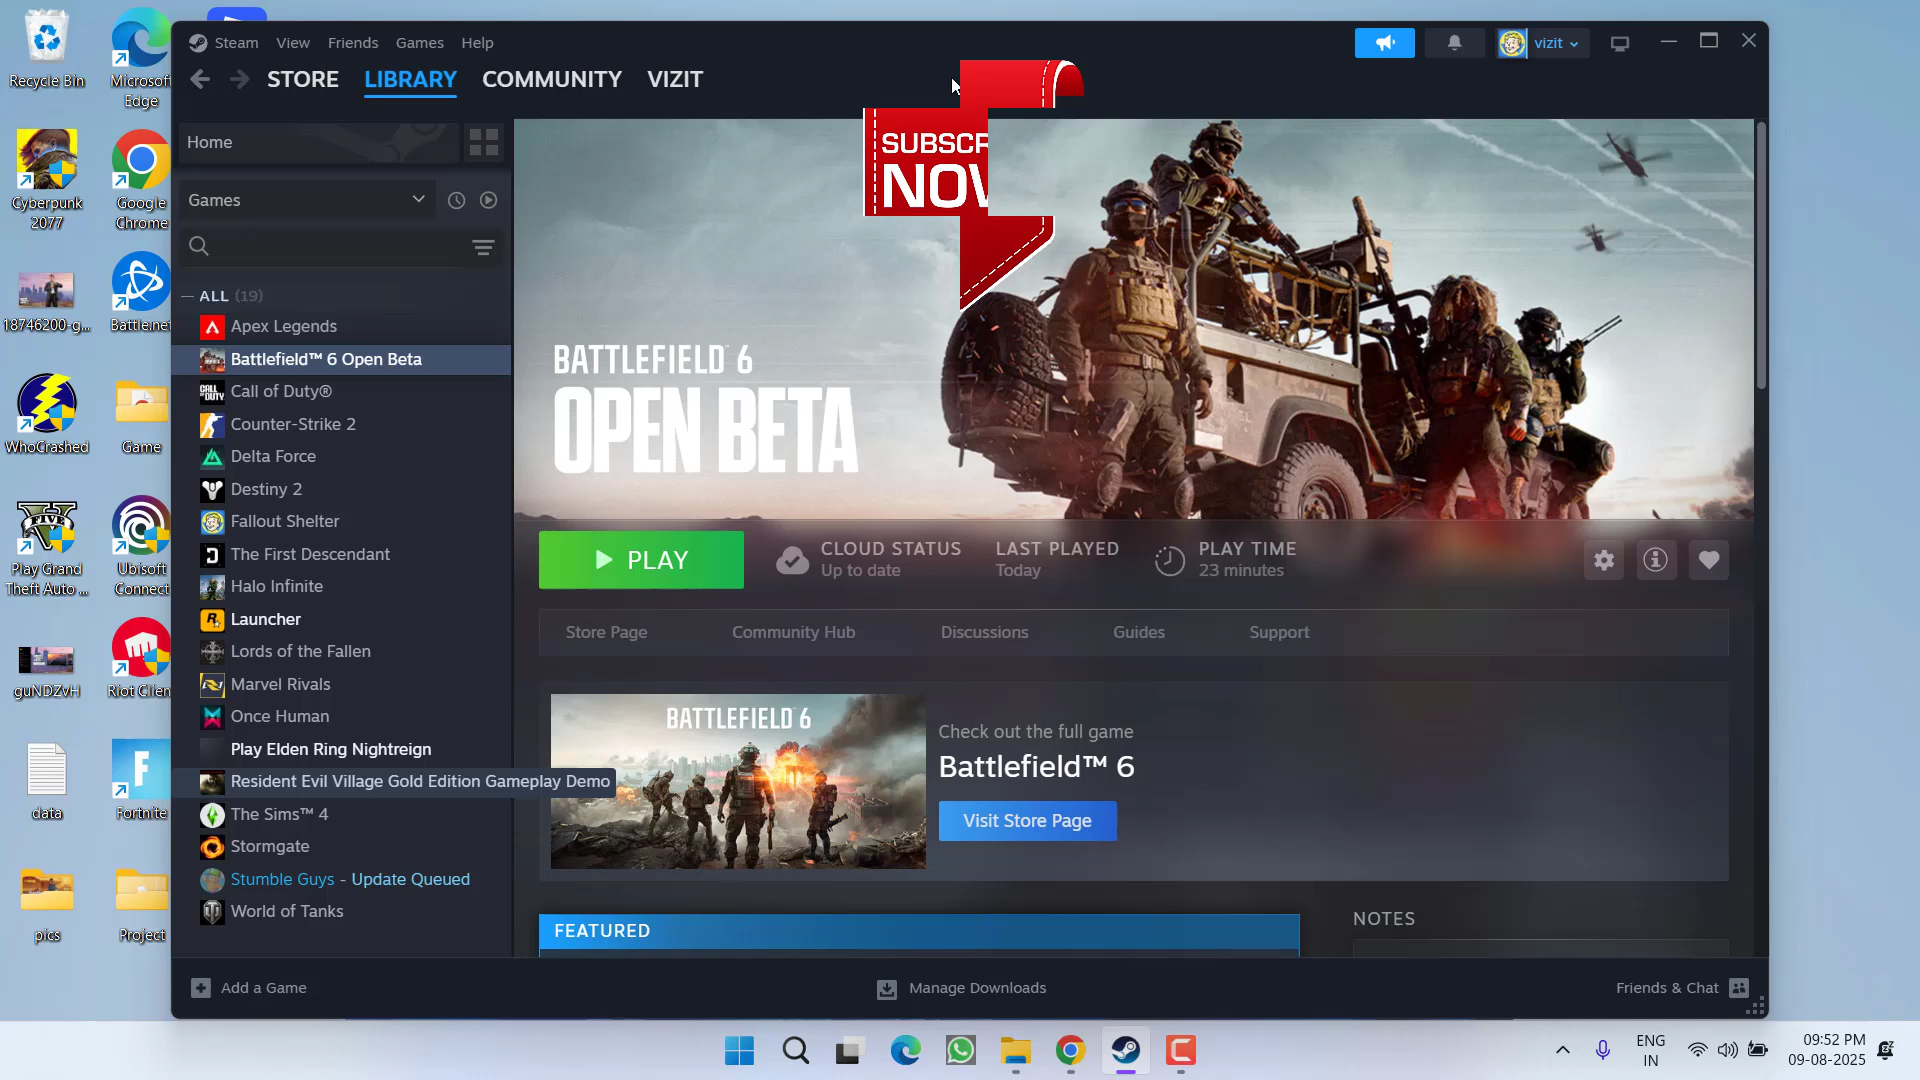 Recycle Bin
Microsoft
Edge
Cyberpunk
2077
Google
Chrome
18746200-g...
Battle.net
WhoCrashed
Game
Play Grand
Theft Auto ...
Ubisoft
Connect
guNDZvH
Riot Clien
data
Fortnite
pics
Project
Steam View Friends Games Help
vizit
STORE LIBRARY COMMUNITY VIZIT
SUBSCR
NOW
Home
Games
ALL (19)
Apex Legends
Battlefield™ 6 Open Beta
Call of Duty®
Counter-Strike 2
Delta Force
Destiny 2
Fallout Shelter
The First Descendant
Halo Infinite
Launcher
Lords of the Fallen
Marvel Rivals
Once Human
Play Elden Ring Nightreign
Resident Evil Village Gold Edition Gameplay Demo
The Sims™ 4
Stormgate
Stumble Guys - Update Queued
World of Tanks
BATTLEFIELD™ 6
OPEN BETA
PLAY
CLOUD STATUS
Up to date
LAST PLAYED
Today
PLAY TIME
23 minutes
Store Page Community Hub Discussions Guides Support
BATTLEFIELD 6
Check out the full game
Battlefield™ 6
Visit Store Page
FEATURED
NOTES
Add a Game
Manage Downloads
Friends & Chat
ENG
IN
09:52 PM
09-08-2025